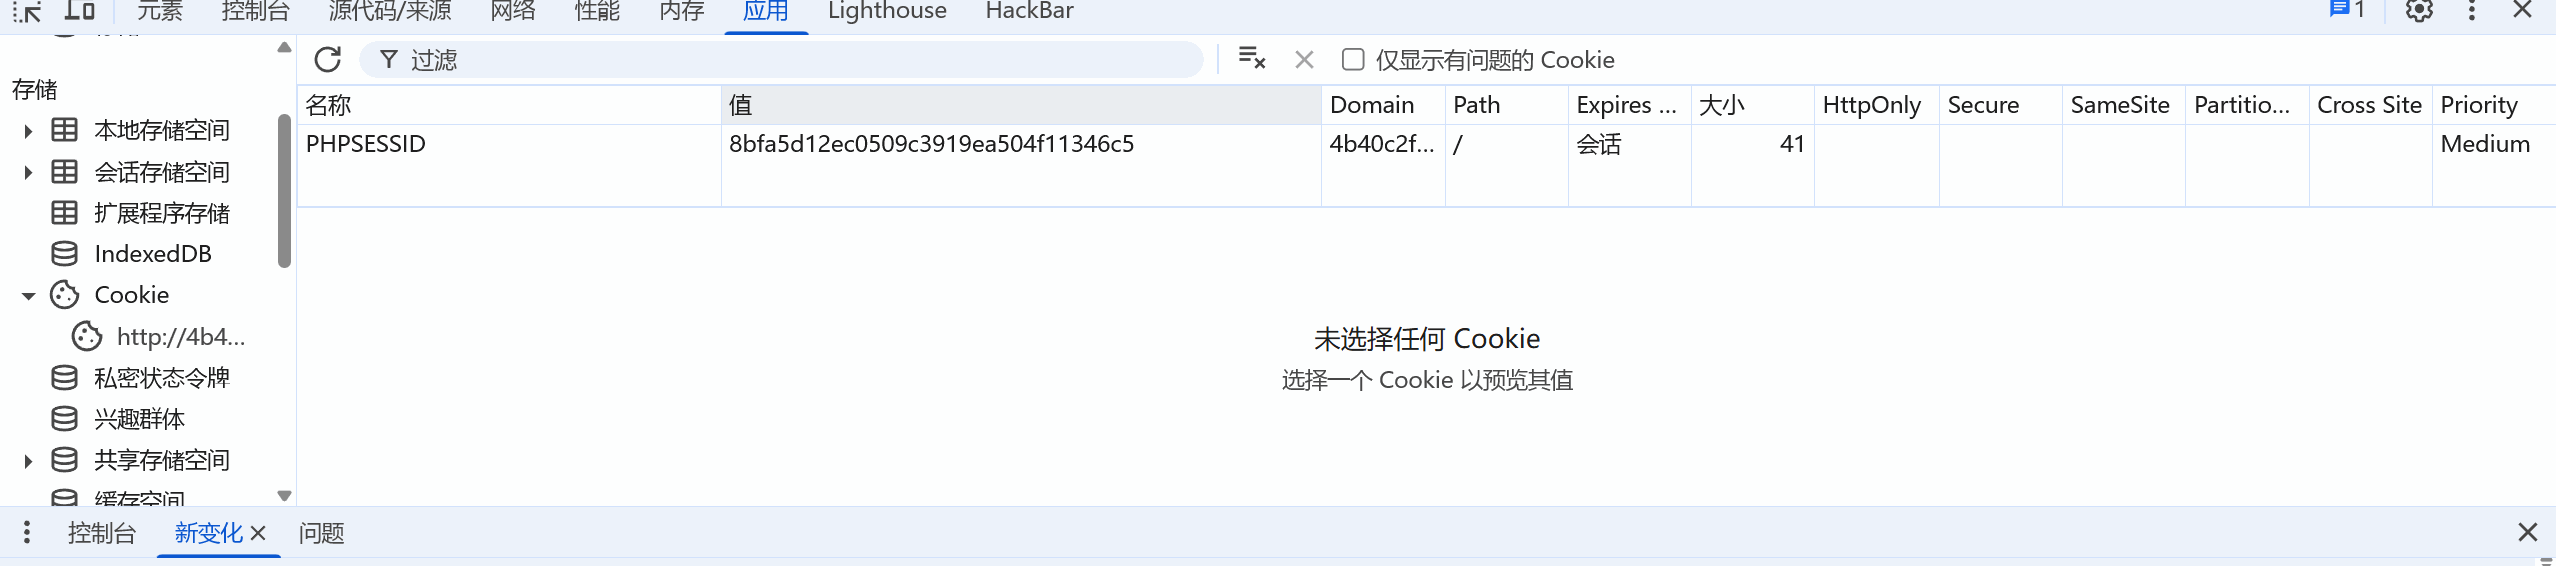 元素 控制台 源代码/来源 网络 性能 内存 应用 Lighthouse HackBar 1
过滤 仅显示有问题的 Cookie
存储
本地存储空间
会话存储空间
扩展程序存储
IndexedDB
Cookie
http://4b4...
私密状态令牌
兴趣群体
共享存储空间
缓存空间
名称 值 Domain Path Expires ... 大小 HttpOnly Secure SameSite Partitio... Cross Site Priority
PHPSESSID 8bfa5d12ec0509c3919ea504f11346c5 4b40c2f... / 会话 41 Medium
未选择任何 Cookie
选择一个 Cookie 以预览其值
控制台 新变化 问题